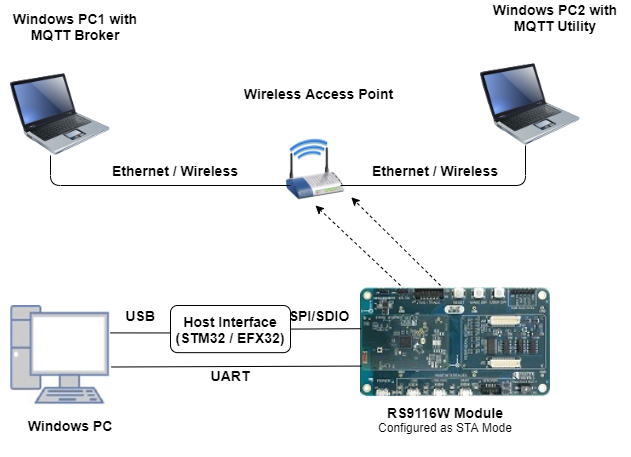 Windows PC1 with
MQTT Broker
Windows PC2 with
MQTT Utility
Wireless Access Point
Ethernet / Wireless
Ethernet / Wireless
USB
Host Interface
(STM32 / EFX32)
SPI/SDIO
UART
Windows PC
RS9116W Module
Configured as STA Mode